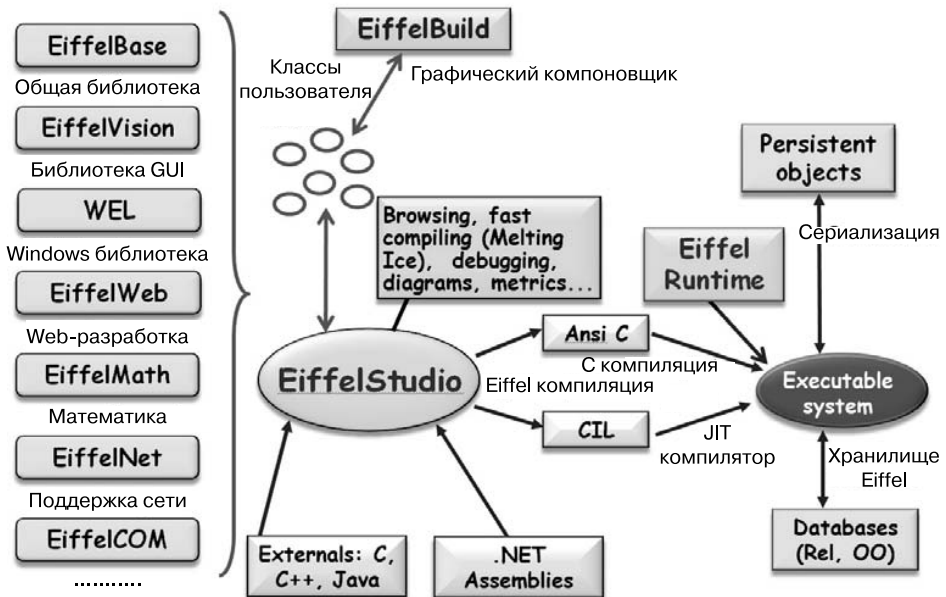 EiffelBase
Общая библиотека
EiffelVision
Библиотека GUI
WEL
Windows библиотека
EiffelWeb
Web-разработка
EiffelMath
Математика
EiffelNet
Поддержка сети
EiffelCOM
...........
EiffelBuild
Классы
пользователя
Графический компоновщик
Browsing, fast
compiling (Melting
Ice), debugging,
diagrams, metrics...
EiffelStudio
Eiffel компиляция
Ansi C
C компиляция
CIL
JIT
компилятор
Externals: C,
C++, Java
.NET
Assemblies
Eiffel
Runtime
Persistent
objects
Сериализация
Executable
system
Хранилище
Eiffel
Databases
(Rel, OO)